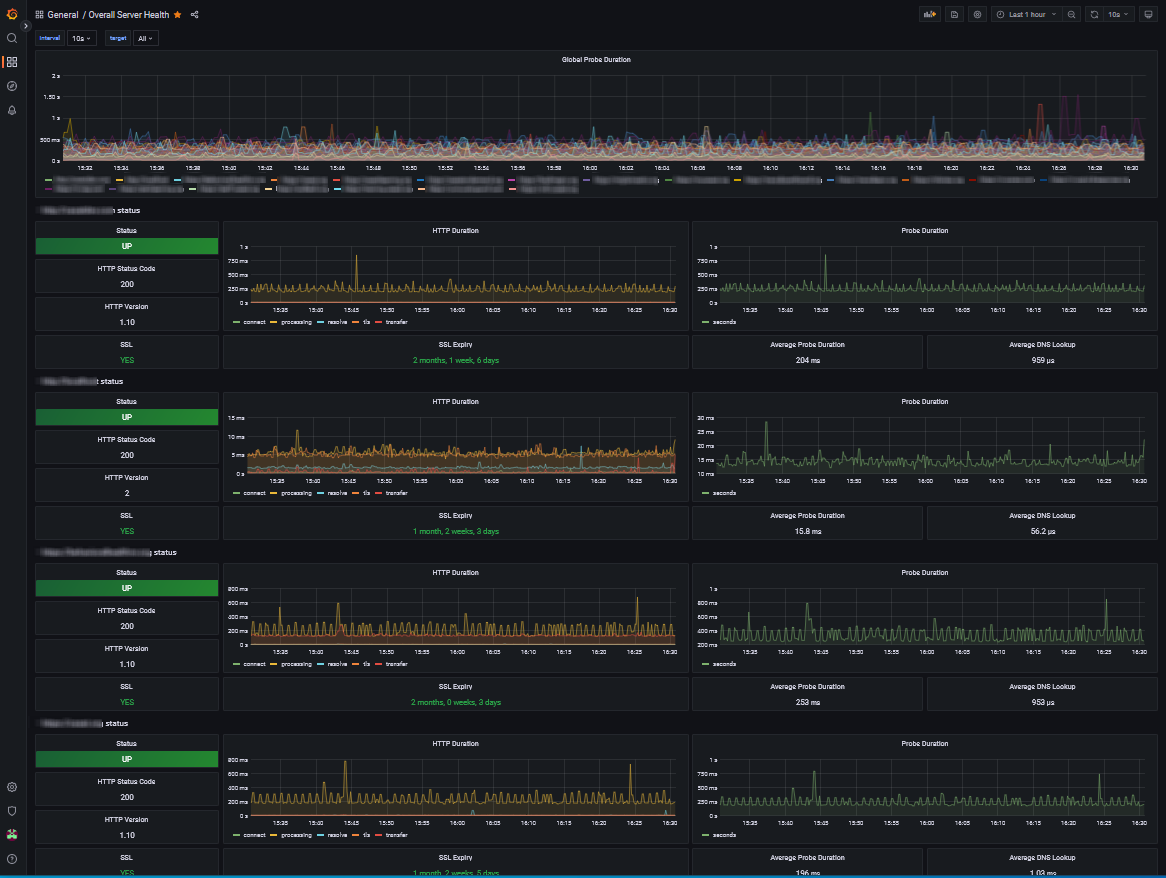 General / Overall Server Health
Last 1 hour
10s
interval 10s target All
Global Probe Duration
2 s
1.50 s
1 s
500 ms
0 s
15:32 15:34 15:36 15:38 15:40 15:42 15:44 15:46 15:48 15:50 15:52 15:54 15:56 15:58 16:00 16:02 16:04 16:06 16:08 16:10 16:12 16:14 16:16 16:18 16:20 16:22 16:24 16:26 16:28 16:30
status
Status
UP
HTTP Status Code
200
HTTP Version
1.10
HTTP Duration
1 s
750 ms
500 ms
250 ms
0 s
15:35 15:40 15:45 15:50 15:55 16:00 16:05 16:10 16:15 16:20 16:25 16:30
connect processing resolve tls transfer
Probe Duration
1 s
750 ms
500 ms
250 ms
0 s
15:35 15:40 15:45 15:50 15:55 16:00 16:05 16:10 16:15 16:20 16:25 16:30
seconds
SSL
YES
SSL Expiry
2 months, 1 week, 6 days
Average Probe Duration
204 ms
Average DNS Lookup
959 µs
status
Status
UP
HTTP Status Code
200
HTTP Version
2
HTTP Duration
15 ms
10 ms
5 ms
0 s
15:35 15:40 15:45 15:50 15:55 16:00 16:05 16:10 16:15 16:20 16:25 16:30
connect processing resolve tls transfer
Probe Duration
30 ms
25 ms
20 ms
15 ms
10 ms
15:35 15:40 15:45 15:50 15:55 16:00 16:05 16:10 16:15 16:20 16:25 16:30
seconds
SSL
YES
SSL Expiry
1 month, 2 weeks, 3 days
Average Probe Duration
15.8 ms
Average DNS Lookup
56.2 µs
status
Status
UP
HTTP Status Code
200
HTTP Version
1.10
HTTP Duration
800 ms
600 ms
400 ms
200 ms
0 s
15:35 15:40 15:45 15:50 15:55 16:00 16:05 16:10 16:15 16:20 16:25 16:30
connect processing resolve tls transfer
Probe Duration
1 s
800 ms
600 ms
400 ms
200 ms
15:35 15:40 15:45 15:50 15:55 16:00 16:05 16:10 16:15 16:20 16:25 16:30
seconds
SSL
YES
SSL Expiry
2 months, 0 weeks, 3 days
Average Probe Duration
253 ms
Average DNS Lookup
953 µs
status
Status
UP
HTTP Status Code
200
HTTP Version
1.10
HTTP Duration
800 ms
600 ms
400 ms
200 ms
0 s
15:35 15:40 15:45 15:50 15:55 16:00 16:05 16:10 16:15 16:20 16:25 16:30
connect processing resolve tls transfer
Probe Duration
1 s
750 ms
500 ms
250 ms
0 s
15:35 15:40 15:45 15:50 15:55 16:00 16:05 16:10 16:15 16:20 16:25 16:30
seconds
SSL
YES
SSL Expiry
1 month, 2 weeks, 5 days
Average Probe Duration
196 ms
Average DNS Lookup
1.03 ms